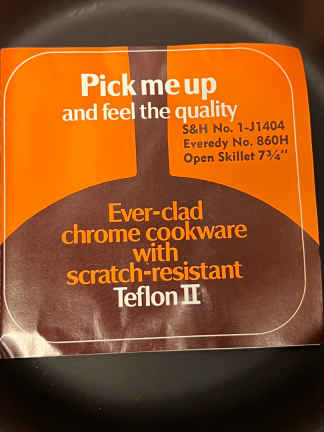 Pick me up
and feel the quality
S&H No. 1-J1404
Everedy No. 860H
Open Skillet 7¾"
Ever-clad
chrome cookware
with
scratch-resistant
Teflon II